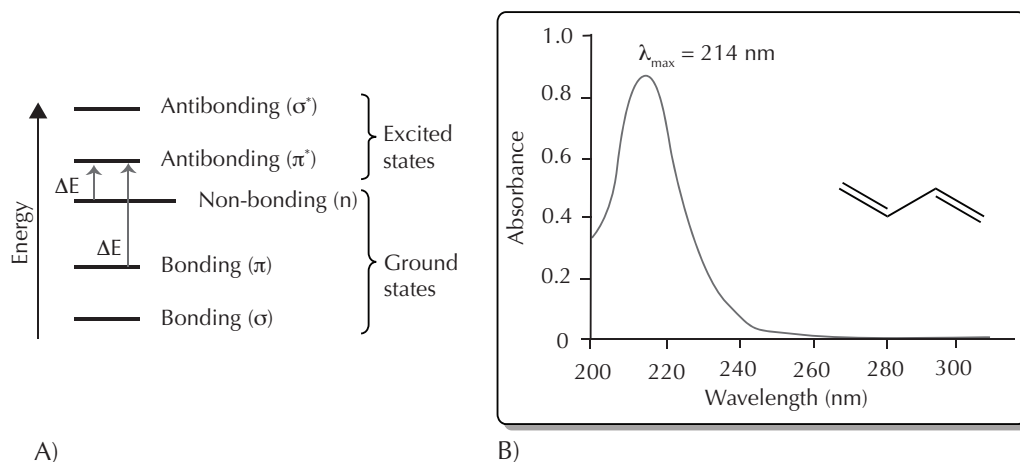 Energy
Antibonding (σ*)
Antibonding (π*)
Excited
states
ΔE
Non-bonding (n)
ΔE
Bonding (π)
Ground
states
Bonding (σ)
A)
λmax = 214 nm
Absorbance
1.0
0.8
0.6
0.4
0.2
0
200 220 240 260 280 300
Wavelength (nm)
B)